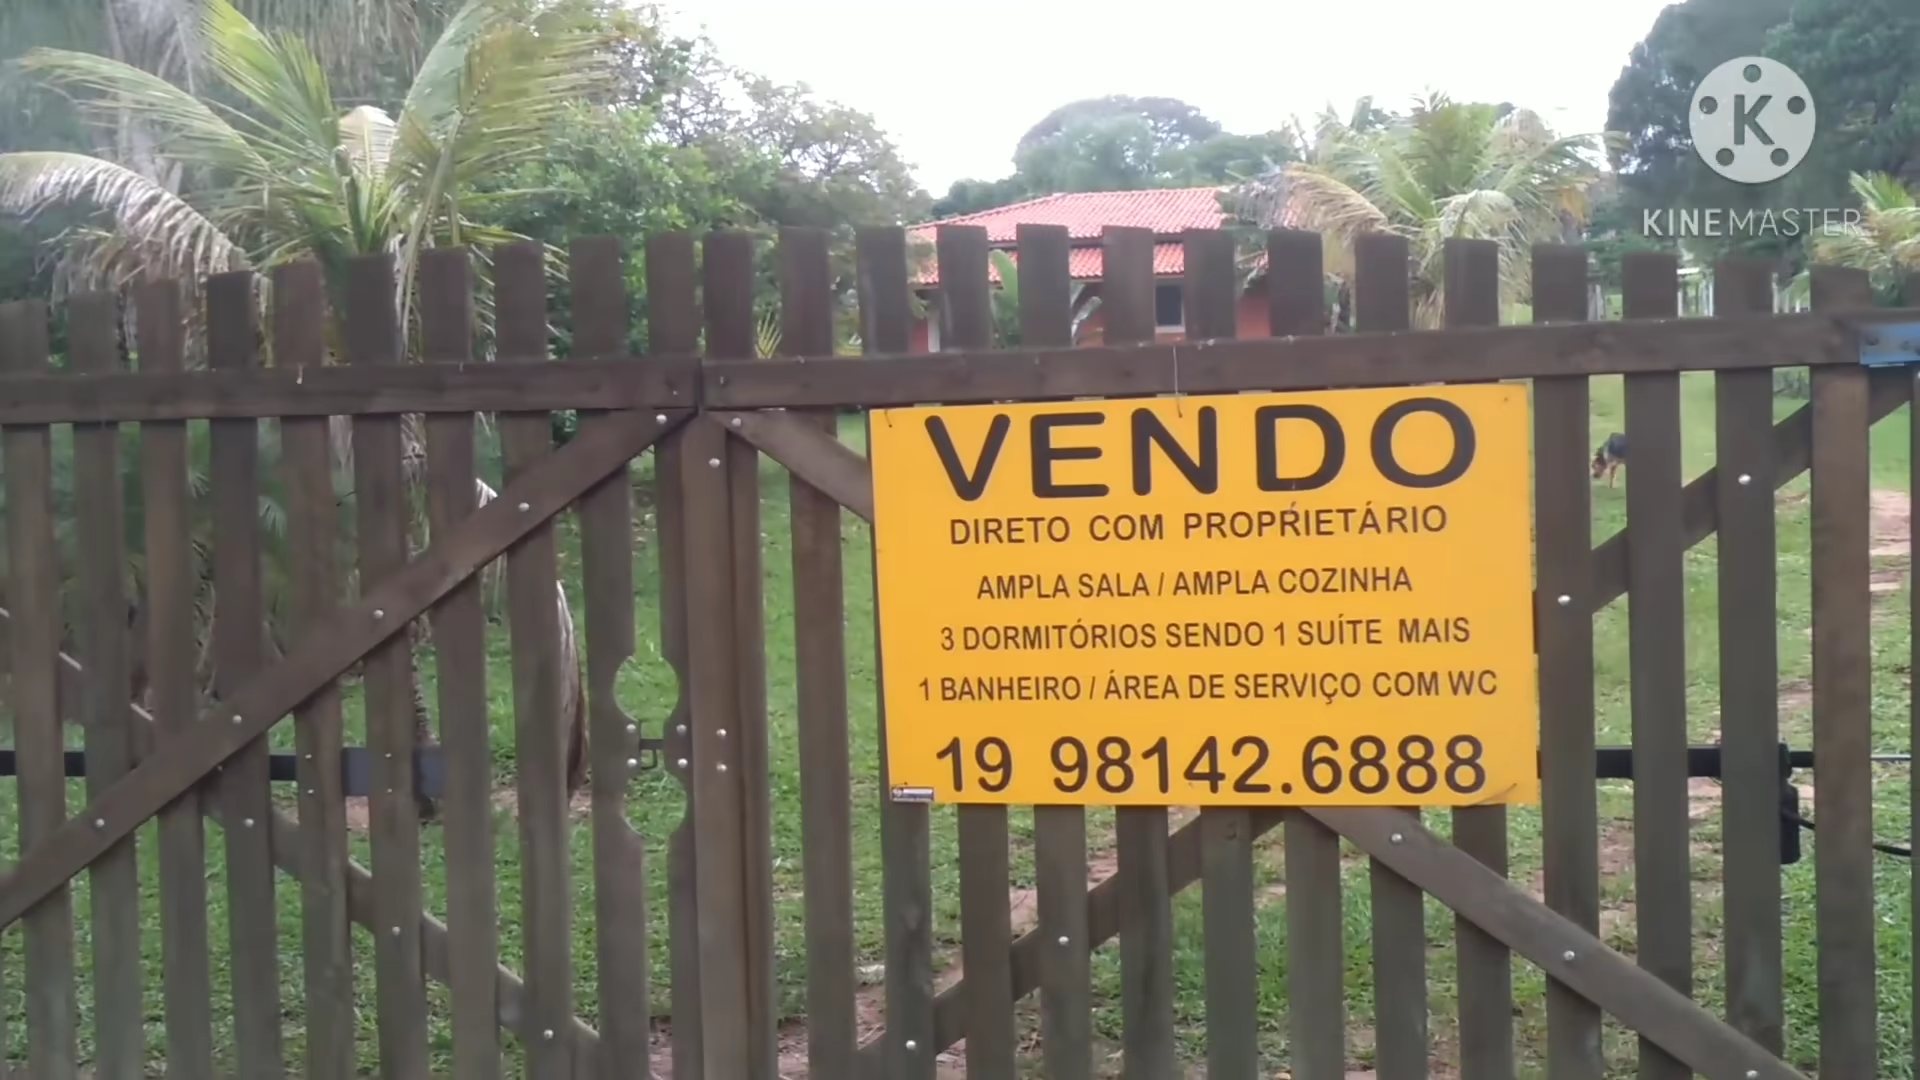 K
KINEMASTER
VENDO
DIRETO COM PROPRIETÁRIO
AMPLA SALA / AMPLA COZINHA
3 DORMITÓRIOS SENDO 1 SUÍTE MAIS
1 BANHEIRO / ÁREA DE SERVIÇO COM WC
19 98142.6888